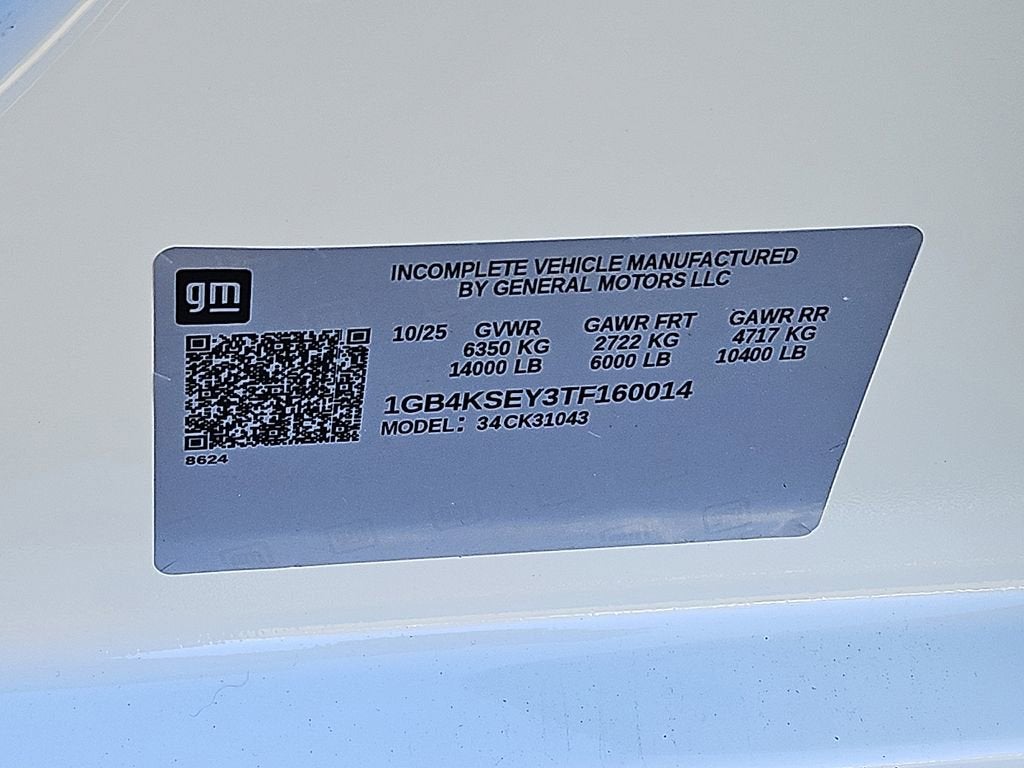 gm
INCOMPLETE VEHICLE MANUFACTURED
BY GENERAL MOTORS LLC
10/25 GVWR GAWR FRT GAWR RR
6350 KG 2722 KG 4717 KG
14000 LB 6000 LB 10400 LB
1GB4KSEY3TF160014
MODEL: 34CK31043
8624